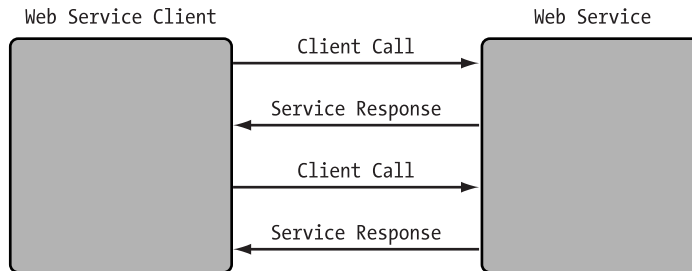 Web Service Client
Web Service
Client Call
Service Response
Client Call
Service Response